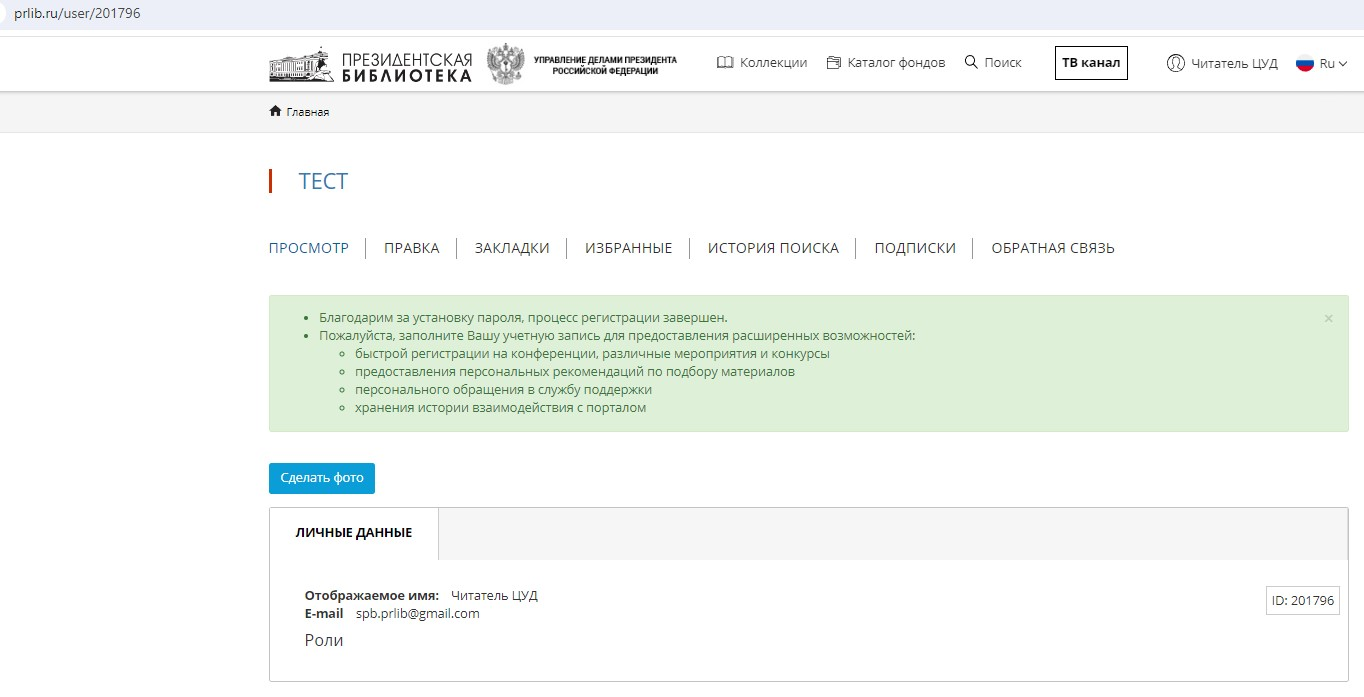 prlib.ru/user/201796
ПРЕЗИДЕНТСКАЯ
БИБЛИОТЕКА
УПРАВЛЕНИЕ ДЕЛАМИ ПРЕЗИДЕНТА
РОССИЙСКОЙ ФЕДЕРАЦИИ
Коллекции
Каталог фондов
Поиск
ТВ канал
Читатель ЦУД
Ru
Главная
ТЕСТ
ПРОСМОТР
ПРАВКА
ЗАКЛАДКИ
ИЗБРАННЫЕ
ИСТОРИЯ ПОИСКА
ПОДПИСКИ
ОБРАТНАЯ СВЯЗЬ
Благодарим за установку пароля, процесс регистрации завершен.
Пожалуйста, заполните Вашу учетную запись для предоставления расширенных возможностей:
быстрой регистрации на конференции, различные мероприятия и конкурсы
предоставления персональных рекомендаций по подбору материалов
персонального обращения в службу поддержки
хранения истории взаимодействия с порталом
×
Сделать фото
ЛИЧНЫЕ ДАННЫЕ
Отображаемое имя: Читатель ЦУД
E-mail spb.prlib@gmail.com
ID: 201796
Роли